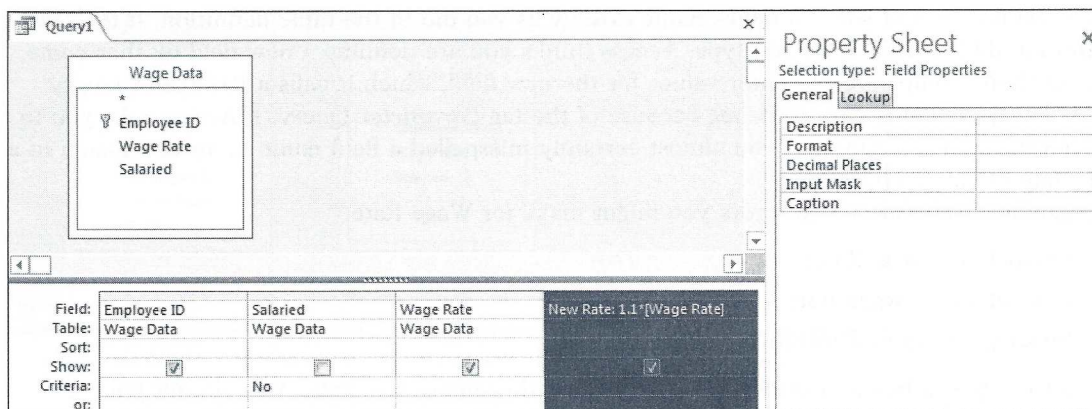 Query1
Wage Data
*
Employee ID
Wage Rate
Salaried
Field: Employee ID Salaried Wage Rate New Rate: 1.1*[Wage Rate]
Table: Wage Data Wage Data Wage Data
Sort:
Show:
Criteria: No
or:
Property Sheet
Selection type: Field Properties
General Lookup
Description
Format
Decimal Places
Input Mask
Caption